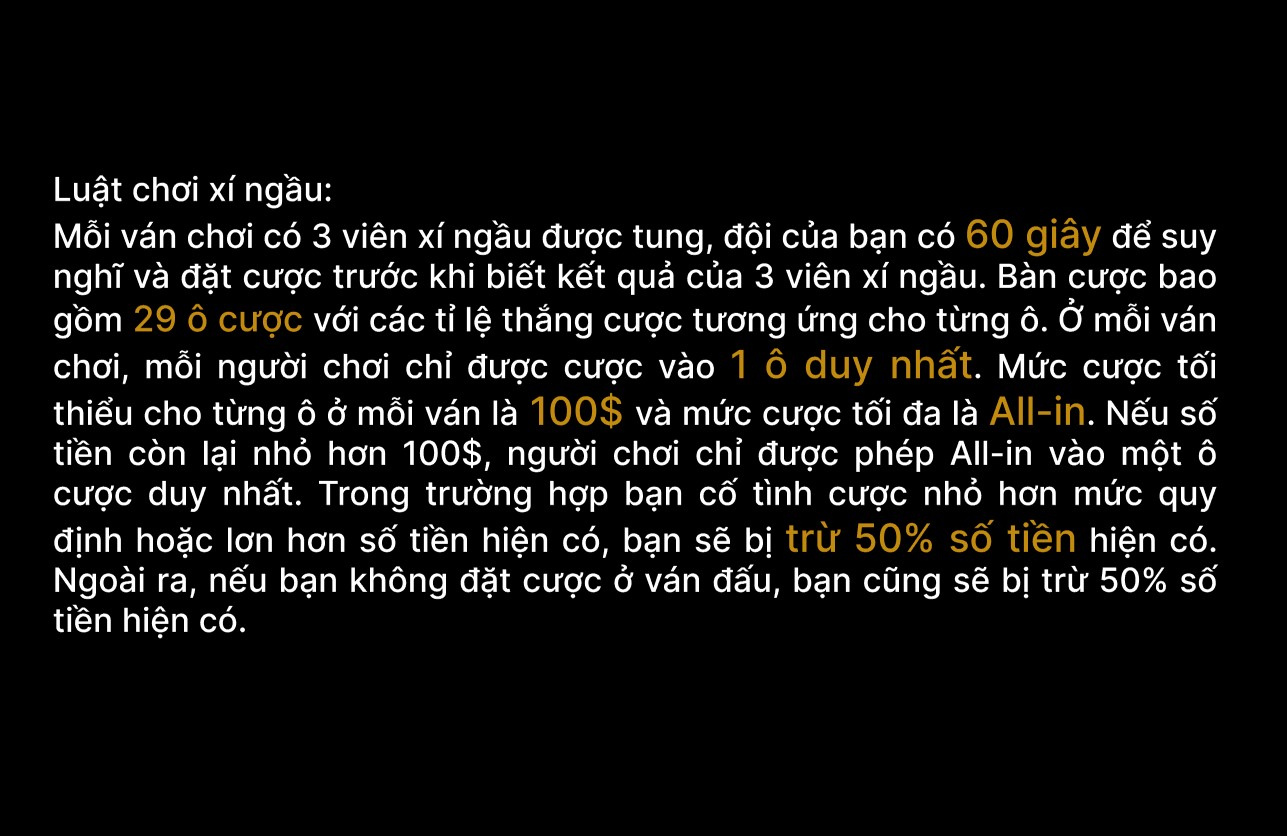 Luật chơi xí ngầu:
Mỗi ván chơi có 3 viên xí ngầu được tung, đội của bạn có 60 giây để suy
nghĩ và đặt cược trước khi biết kết quả của 3 viên xí ngầu. Bàn cược bao
gồm 29 ô cược với các tỉ lệ thắng cược tương ứng cho từng ô. Ở mỗi ván
chơi, mỗi người chơi chỉ được cược vào 1 ô duy nhất. Mức cược tối
thiểu cho từng ô ở mỗi ván là 100$ và mức cược tối đa là All-in. Nếu số
tiền còn lại nhỏ hơn 100$, người chơi chỉ được phép All-in vào một ô
cược duy nhất. Trong trường hợp bạn cố tình cược nhỏ hơn mức quy
định hoặc lơn hơn số tiền hiện có, bạn sẽ bị trừ 50% số tiền hiện có.
Ngoài ra, nếu bạn không đặt cược ở ván đấu, bạn cũng sẽ bị trừ 50% số
tiền hiện có.